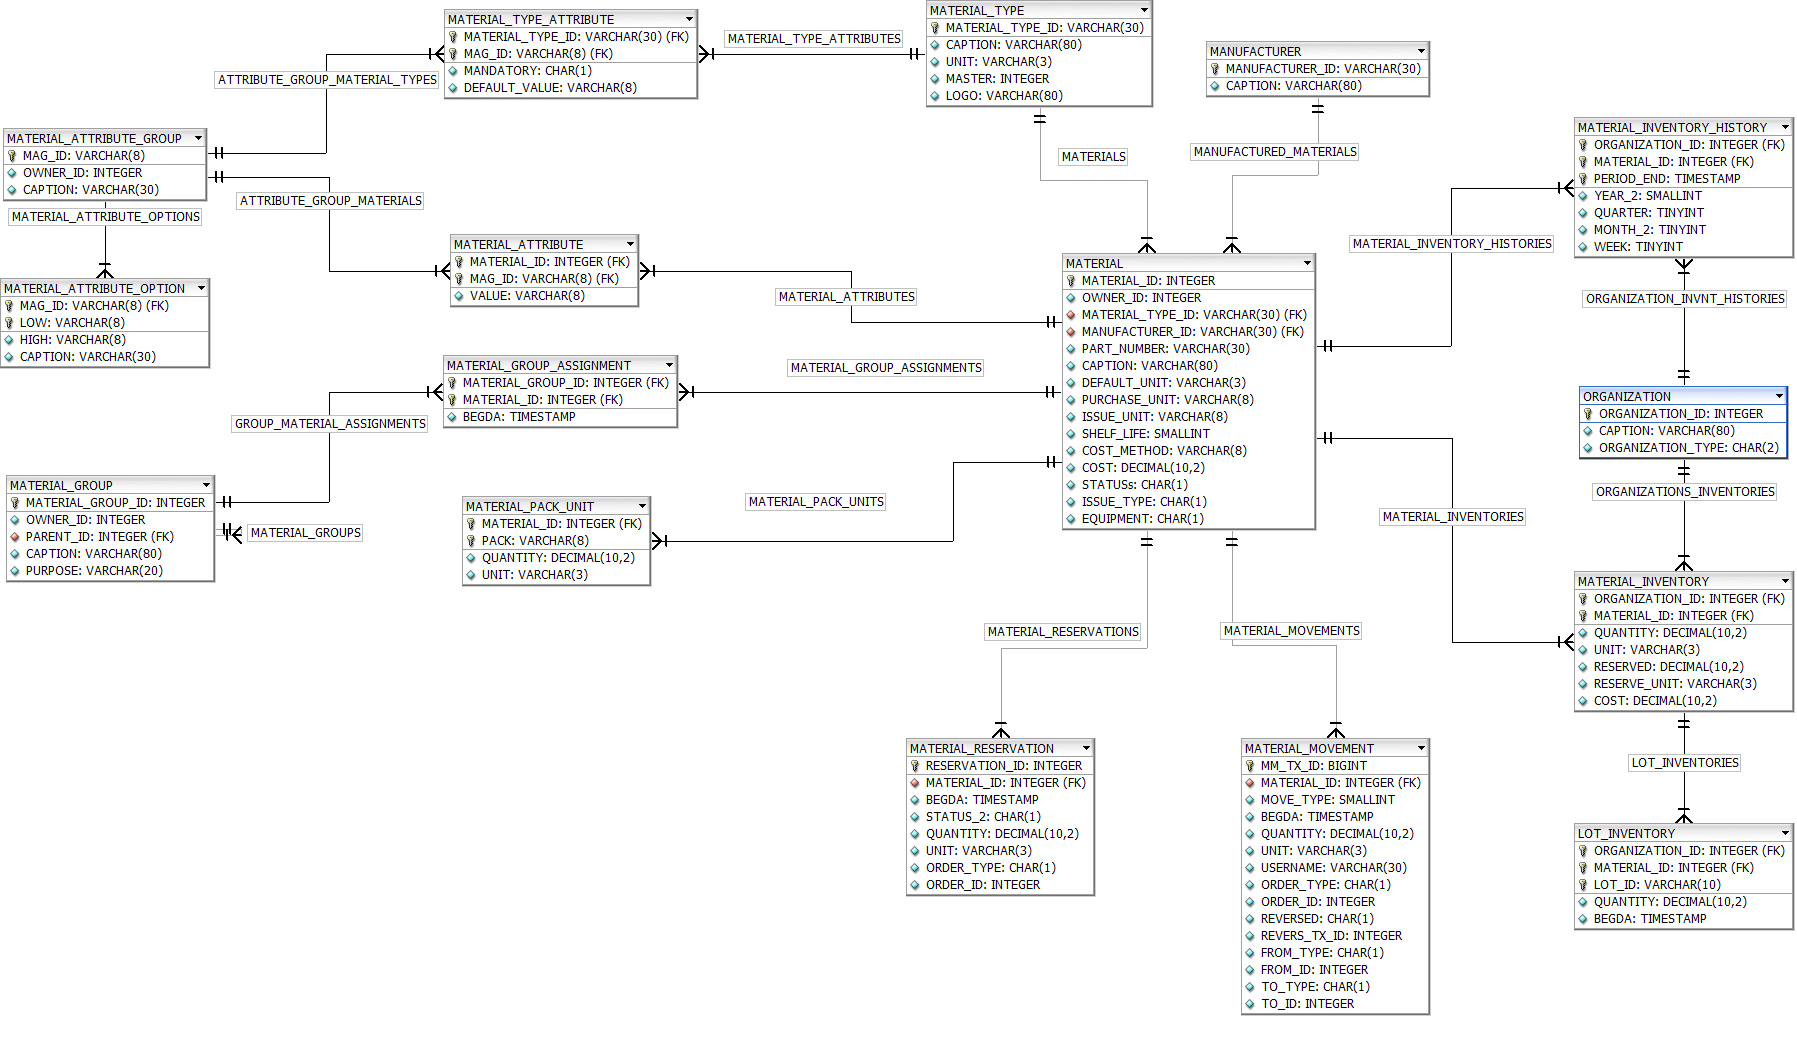 MATERIAL_TYPE_ATTRIBUTE
MATERIAL_TYPE_ID: VARCHAR(30) (FK)
MAG_ID: VARCHAR(8) (FK)
MANDATORY: CHAR(1)
DEFAULT_VALUE: VARCHAR(8)
MATERIAL_TYPE_ATTRIBUTES
MATERIAL_TYPE
MATERIAL_TYPE_ID: VARCHAR(30)
CAPTION: VARCHAR(80)
UNIT: VARCHAR(3)
MASTER: INTEGER
LOGO: VARCHAR(80)
MANUFACTURER
MANUFACTURER_ID: VARCHAR(30)
CAPTION: VARCHAR(80)
ATTRIBUTE_GROUP_MATERIAL_TYPES
MATERIAL_ATTRIBUTE_GROUP
MAG_ID: VARCHAR(8)
OWNER_ID: INTEGER
CAPTION: VARCHAR(30)
MATERIALS
MANUFACTURED_MATERIALS
MATERIAL_INVENTORY_HISTORY
ORGANIZATION_ID: INTEGER (FK)
MATERIAL_ID: INTEGER (FK)
PERIOD_END: TIMESTAMP
YEAR_2: SMALLINT
QUARTER: TINYINT
MONTH_2: TINYINT
WEEK: TINYINT
MATERIAL_ATTRIBUTE_OPTIONS
ATTRIBUTE_GROUP_MATERIALS
MATERIAL_ATTRIBUTE
MATERIAL_ID: INTEGER (FK)
MAG_ID: VARCHAR(8) (FK)
VALUE: VARCHAR(8)
MATERIAL_ATTRIBUTES
MATERIAL_INVENTORY_HISTORIES
MATERIAL_ATTRIBUTE_OPTION
MAG_ID: VARCHAR(8) (FK)
LOW: VARCHAR(8)
HIGH: VARCHAR(8)
CAPTION: VARCHAR(30)
MATERIAL
MATERIAL_ID: INTEGER
OWNER_ID: INTEGER
MATERIAL_TYPE_ID: VARCHAR(30) (FK)
MANUFACTURER_ID: VARCHAR(30) (FK)
PART_NUMBER: VARCHAR(30)
CAPTION: VARCHAR(80)
DEFAULT_UNIT: VARCHAR(3)
PURCHASE_UNIT: VARCHAR(8)
ISSUE_UNIT: VARCHAR(8)
SHELF_LIFE: SMALLINT
COST_METHOD: VARCHAR(8)
COST: DECIMAL(10,2)
STATUSs: CHAR(1)
ISSUE_TYPE: CHAR(1)
EQUIPMENT: CHAR(1)
ORGANIZATION_INVNT_HISTORIES
MATERIAL_GROUP_ASSIGNMENT
MATERIAL_GROUP_ID: INTEGER (FK)
MATERIAL_ID: INTEGER (FK)
BEGDA: TIMESTAMP
MATERIAL_GROUP_ASSIGNMENTS
GROUP_MATERIAL_ASSIGNMENTS
ORGANIZATION
ORGANIZATION_ID: INTEGER
CAPTION: VARCHAR(80)
ORGANIZATION_TYPE: CHAR(2)
ORGANIZATIONS_INVENTORIES
MATERIAL_GROUP
MATERIAL_GROUP_ID: INTEGER
OWNER_ID: INTEGER
PARENT_ID: INTEGER (FK)
CAPTION: VARCHAR(80)
PURPOSE: VARCHAR(20)
MATERIAL_GROUPS
MATERIAL_PACK_UNIT
MATERIAL_ID: INTEGER (FK)
PACK: VARCHAR(8)
QUANTITY: DECIMAL(10,2)
UNIT: VARCHAR(3)
MATERIAL_PACK_UNITS
MATERIAL_INVENTORIES
MATERIAL_INVENTORY
ORGANIZATION_ID: INTEGER (FK)
MATERIAL_ID: INTEGER (FK)
QUANTITY: DECIMAL(10,2)
UNIT: VARCHAR(3)
RESERVED: DECIMAL(10,2)
RESERVE_UNIT: VARCHAR(3)
COST: DECIMAL(10,2)
MATERIAL_RESERVATIONS
MATERIAL_MOVEMENTS
MATERIAL_RESERVATION
RESERVATION_ID: INTEGER
MATERIAL_ID: INTEGER (FK)
BEGDA: TIMESTAMP
STATUS_2: CHAR(1)
QUANTITY: DECIMAL(10,2)
UNIT: VARCHAR(3)
ORDER_TYPE: CHAR(1)
ORDER_ID: INTEGER
MATERIAL_MOVEMENT
MM_TX_ID: BIGINT
MATERIAL_ID: INTEGER (FK)
MOVE_TYPE: SMALLINT
BEGDA: TIMESTAMP
QUANTITY: DECIMAL(10,2)
UNIT: VARCHAR(3)
USERNAME: VARCHAR(30)
ORDER_TYPE: CHAR(1)
ORDER_ID: INTEGER
REVERSED: CHAR(1)
REVERS_TX_ID: INTEGER
FROM_TYPE: CHAR(1)
FROM_ID: INTEGER
TO_TYPE: CHAR(1)
TO_ID: INTEGER
LOT_INVENTORIES
LOT_INVENTORY
ORGANIZATION_ID: INTEGER (FK)
MATERIAL_ID: INTEGER (FK)
LOT_ID: VARCHAR(10)
QUANTITY: DECIMAL(10,2)
BEGDA: TIMESTAMP